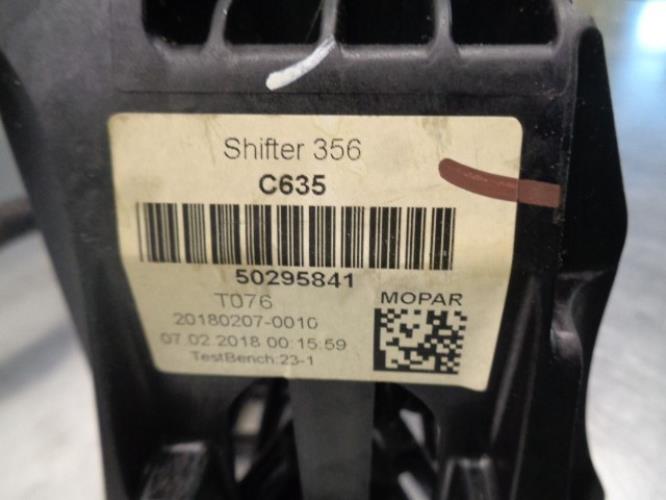 Shifter 356
C635
50295841
T076
MOPAR
20180207-0010
07.02.2018 00:15:59
TestBench:23-1